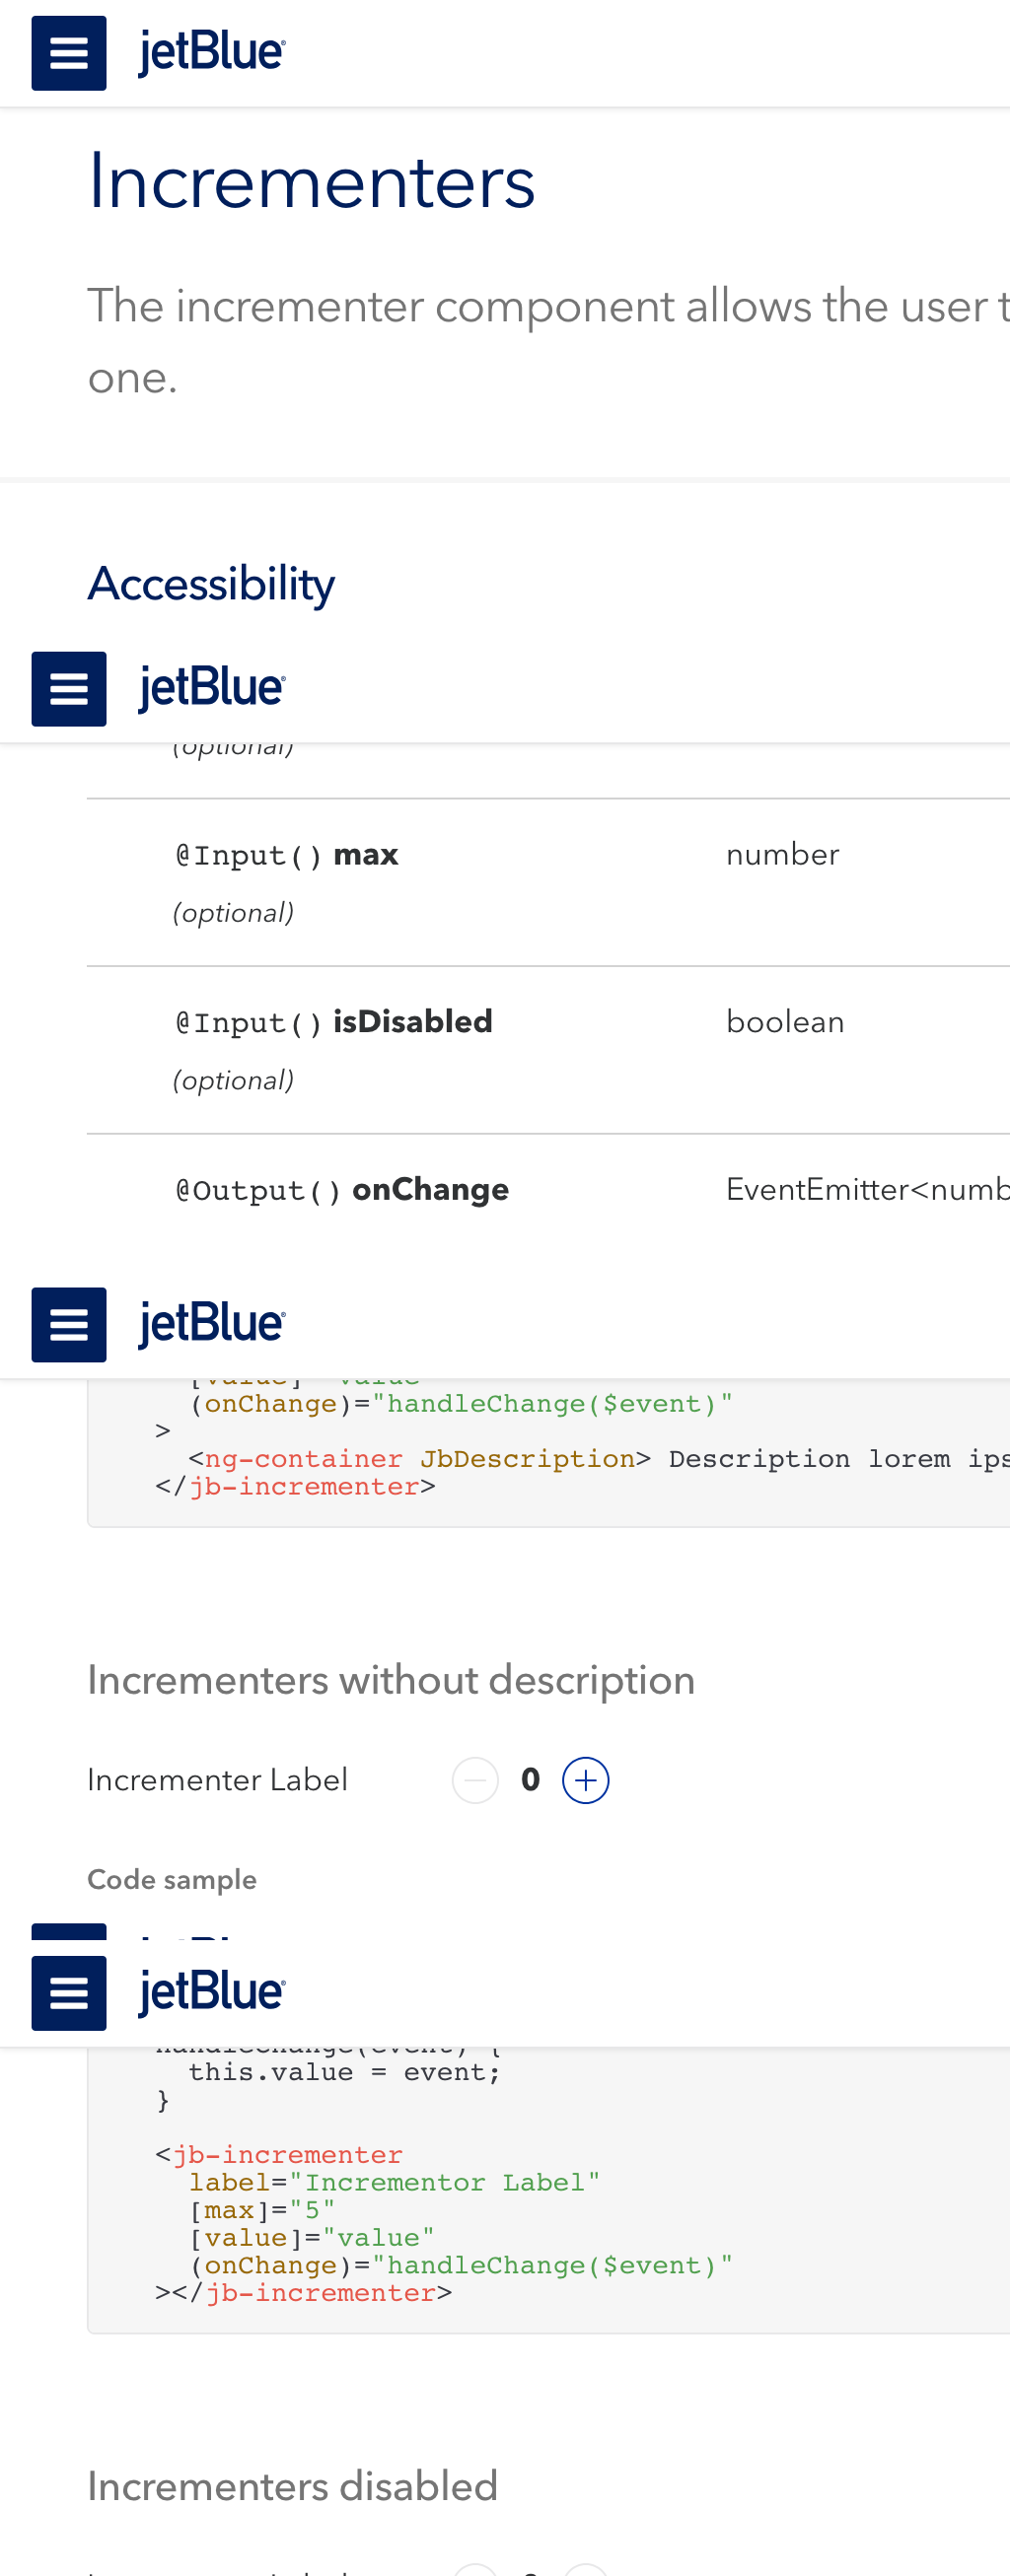 jetBlue
Incrementers
The incrementer component allows the user
one.
Accessibility
jetBlue
(optional)
@Input() max number
(optional)
@Input() isDisabled boolean
(optional)
@Output() onChange EventEmitter<numb
jetBlue
(onChange)="handleChange($event)"
>
<ng-container JbDescription> Description lorem ips
</jb-incrementer>
Incrementers without description
Incrementer Label 0
Code sample
jetBlue
handleChange(event) {
this.value = event;
}
<jb-incrementer
label="Incrementor Label"
[max]="5"
[value]="value"
(onChange)="handleChange($event)"
></jb-incrementer>
Incrementers disabled